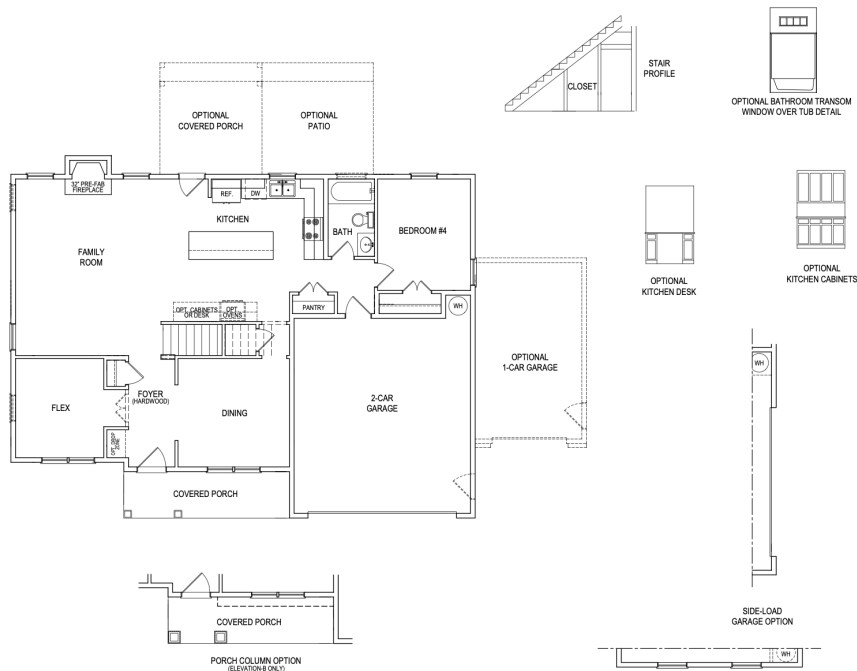 STAIR
PROFILE
CLOSET
OPTIONAL BATHROOM TRANSOM
WINDOW OVER TUB DETAIL
OPTIONAL
COVERED PORCH
OPTIONAL
PATIO
32" PRE-FAB
FIREPLACE
REF.
DW
KITCHEN
BATH
BEDROOM #4
FAMILY
ROOM
OPTIONAL
KITCHEN DESK
OPTIONAL
KITCHEN CABINETS
OPT. CABINETS
OR DESK
OPT.
OVENS
PANTRY
WH
OPTIONAL
1-CAR GARAGE
WH
FOYER
(HARDWOOD)
FLEX
DINING
2-CAR
GARAGE
OPT. DROP
ZONE
COVERED PORCH
COVERED PORCH
PORCH COLUMN OPTION
(ELEVATION-B ONLY)
SIDE-LOAD
GARAGE OPTION
WH